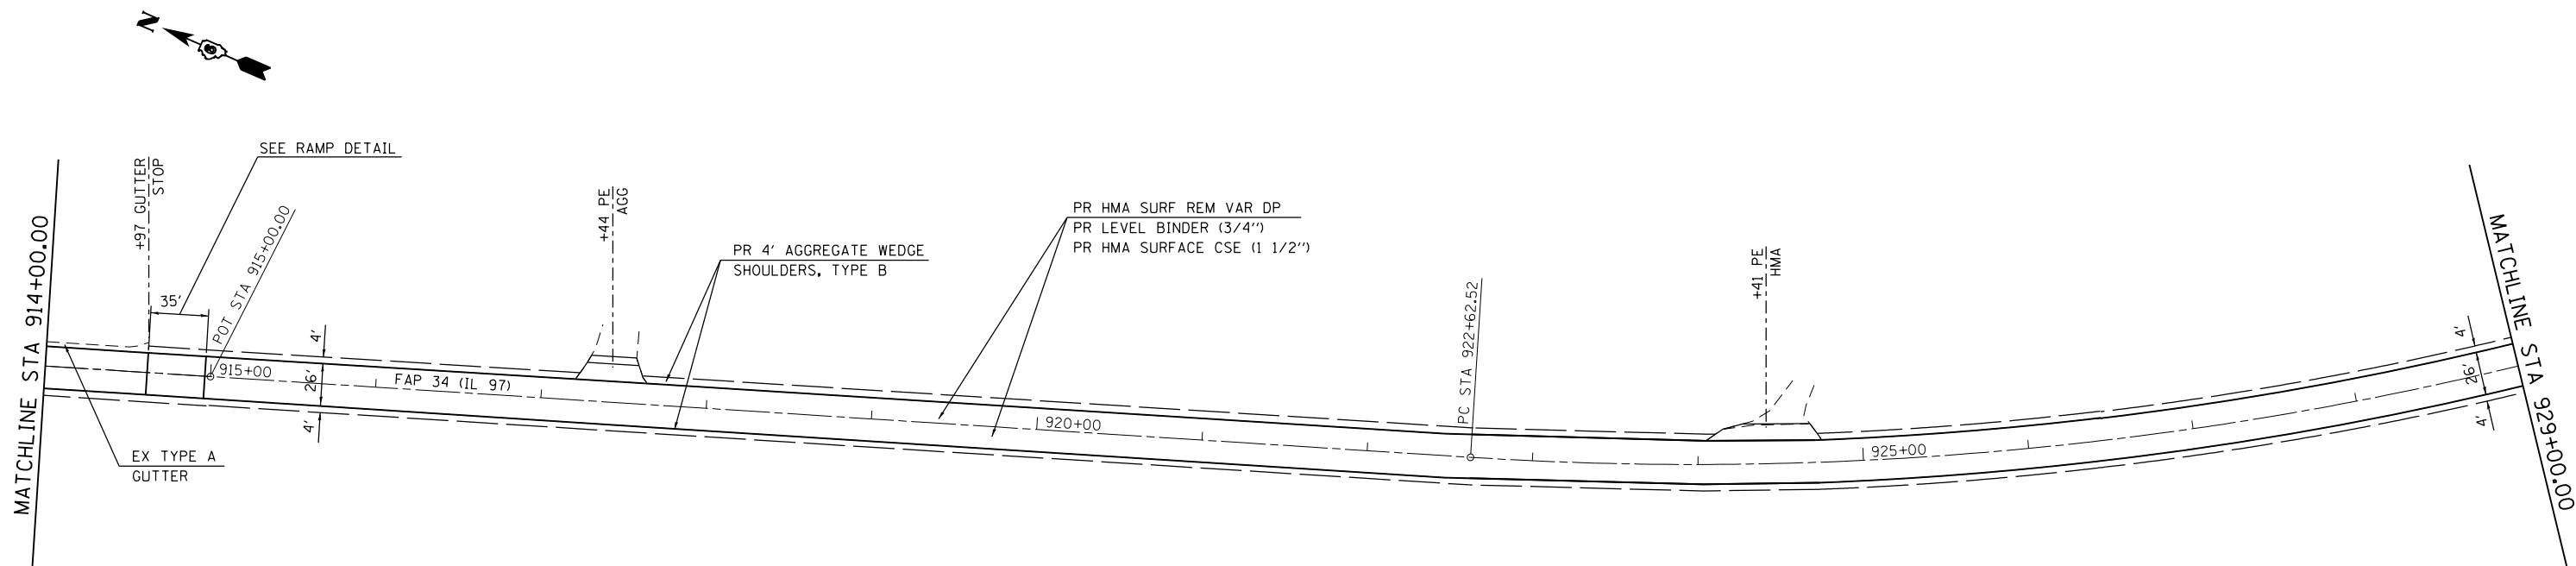 N
SEE RAMP DETAIL
+97 GUTTER
STOP
35'
POT STA 915+00.00
MATCHLINE STA 914+00.00
4'
26'
4'
915+00
FAP 34 (IL 97)
EX TYPE A
GUTTER
+44 PE
AGG
PR 4' AGGREGATE WEDGE
SHOULDERS, TYPE B
PR HMA SURF REM VAR DP
PR LEVEL BINDER (3/4'')
PR HMA SURFACE CSE (1 1/2'')
920+00
PC STA 922+62.52
+41 PE
HMA
925+00
4'
26'
4'
MATCHLINE STA 929+00.00